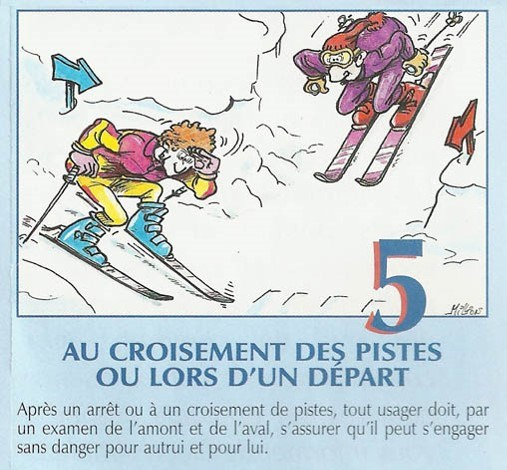 5
AU CROISEMENT DES PISTES
OU LORS D'UN DÉPART
Après un arrêt ou à un croisement de pistes, tout usager doit, par
un examen de l'amont et de l'aval, s'assurer qu'il peut s'engager
sans danger pour autrui et pour lui.